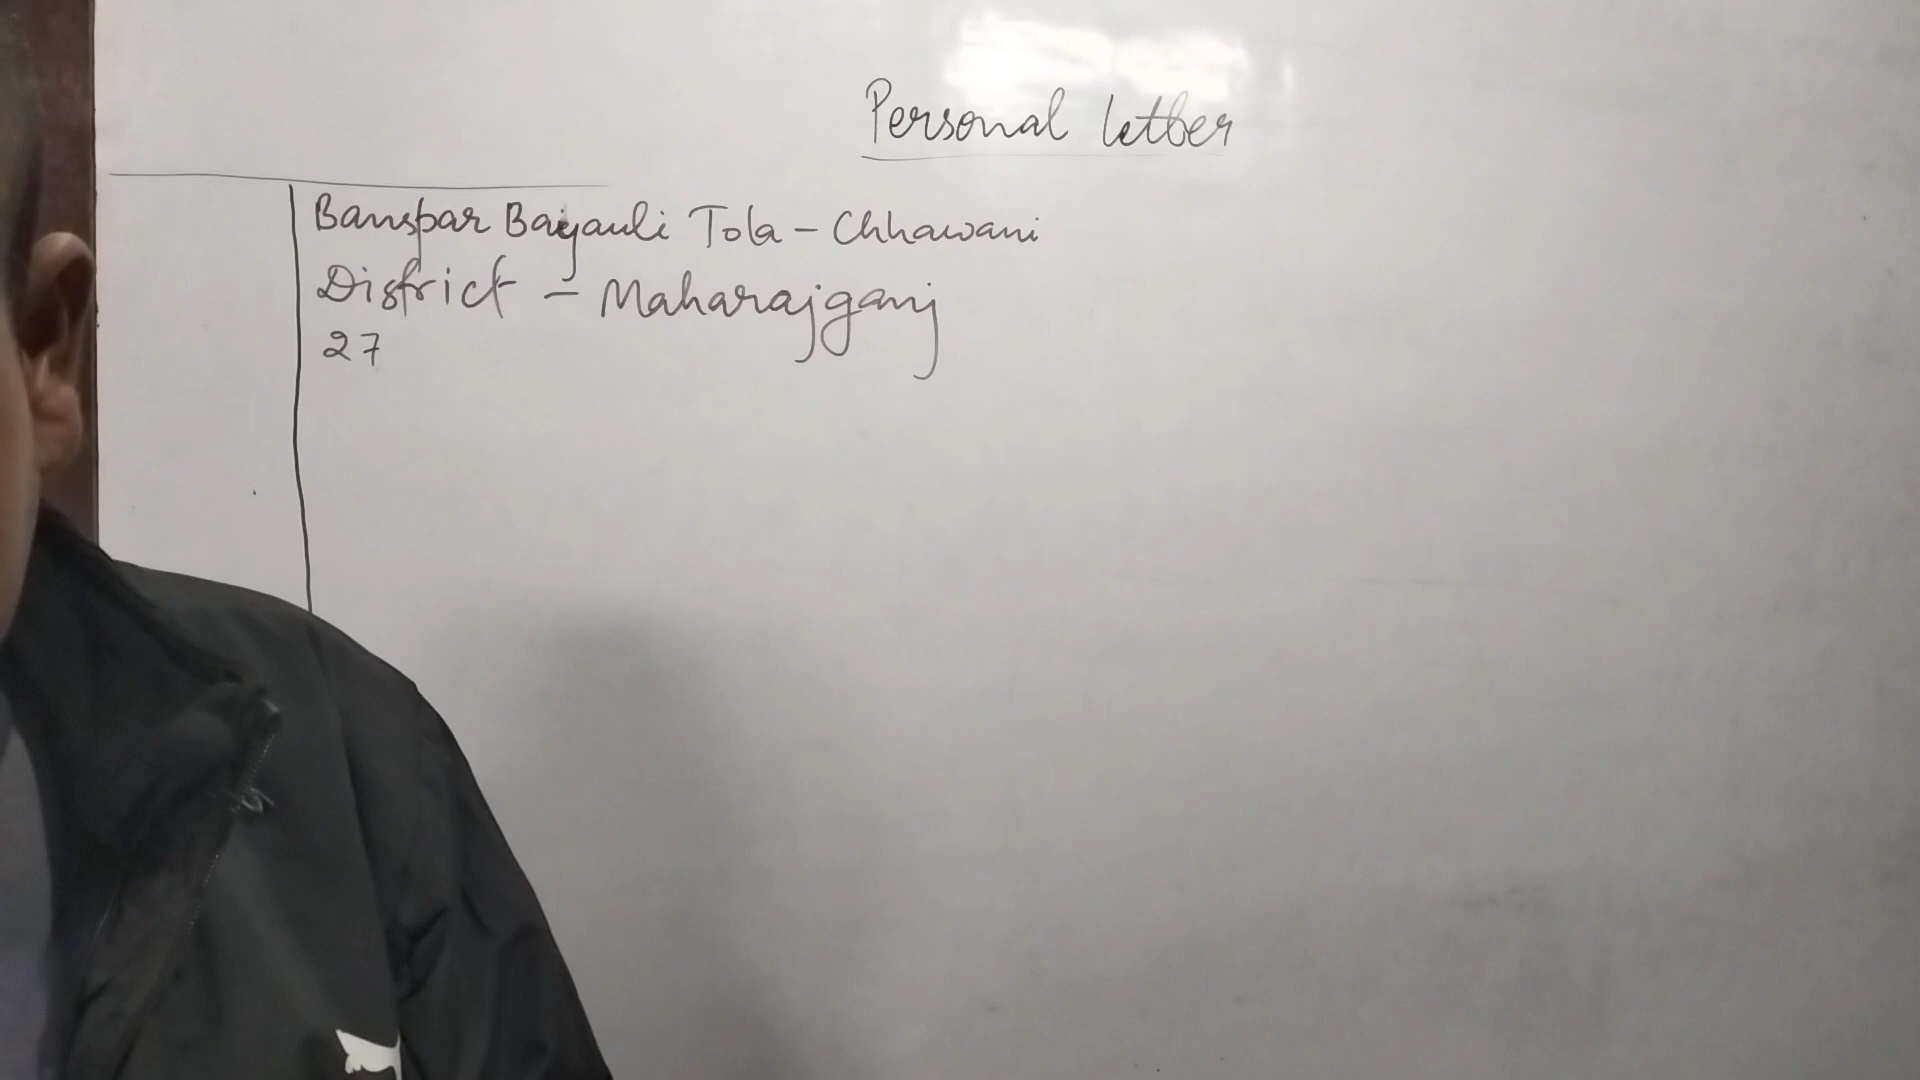 Personal letter
Banspar Baijauli Tola - Chhawani
District - Maharajganj
27